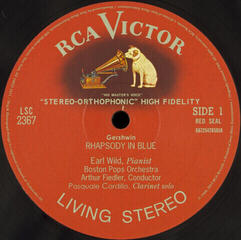 RCA VICTOR
"HIS MASTER'S VOICE"
"STEREO-ORTHOPHONIC" HIGH FIDELITY
LSC
2367
SIDE 1
RED SEAL
Gershwin
RHAPSODY IN BLUE
Earl Wild, Pianist
Boston Pops Orchestra
Arthur Fiedler, Conductor
Pasquale Cardillo, Clarinet solo
LIVING STEREO